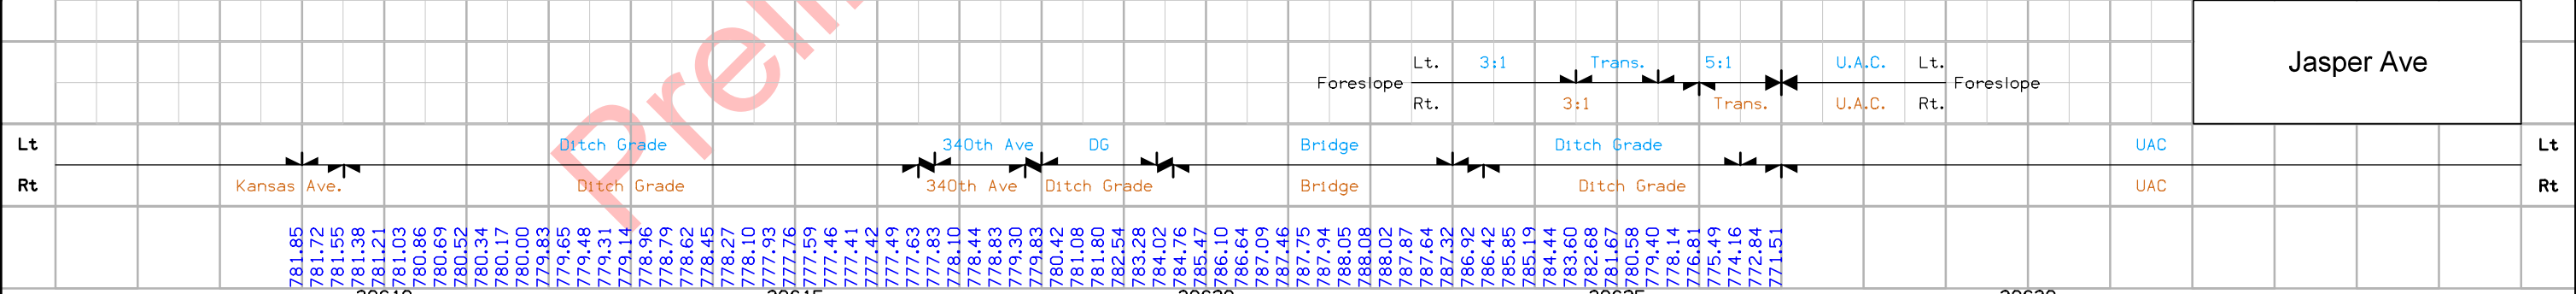 Jasper Ave
Lt. 3:1 Trans. 5:1 U.A.C. Lt.
Foreslope Foreslope
Rt. 3:1 Trans. U.A.C. Rt.
Lt Ditch Grade 340th Ave DG Bridge Ditch Grade UAC Lt
Rt Kansas Ave. Ditch Grade 340th Ave Ditch Grade Bridge Ditch Grade UAC Rt
781.85 781.72 781.55 781.38 781.21 781.03 780.86 780.69 780.52 780.34 780.17 780.00 779.83 779.65 779.48 779.31 779.14 778.96 778.79 778.62 778.45 778.27 778.10 777.93 777.76 777.59 777.46 777.41 777.42 777.49 777.63 777.83 778.10 778.44 778.83 779.30 779.83 780.42 781.08 781.80 782.54 783.28 784.02 784.76 785.47 786.10 786.64 787.09 787.46 787.75 787.94 788.05 788.08 788.02 787.87 787.64 787.32 786.92 786.42 785.85 785.19 784.44 783.60 782.68 781.67 780.58 779.40 778.14 776.81 775.49 774.16 772.84 771.51
Prelin